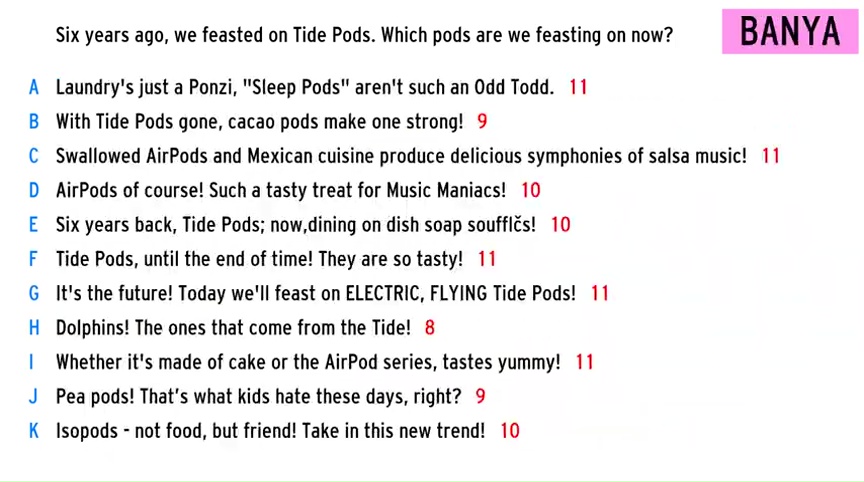 Six years ago, we feasted on Tide Pods. Which pods are we feasting on now?
BANYA
A Laundry's just a Ponzi, "Sleep Pods" aren't such an Odd Todd. 11
B With Tide Pods gone, cacao pods make one strong! 9
C Swallowed AirPods and Mexican cuisine produce delicious symphonies of salsa music! 11
D AirPods of course! Such a tasty treat for Music Maniacs! 10
E Six years back, Tide Pods; now,dining on dish soap soufflčs! 10
F Tide Pods, until the end of time! They are so tasty! 11
G It's the future! Today we'll feast on ELECTRIC, FLYING Tide Pods! 11
H Dolphins! The ones that come from the Tide! 8
I Whether it's made of cake or the AirPod series, tastes yummy! 11
J Pea pods! That’s what kids hate these days, right? 9
K Isopods - not food, but friend! Take in this new trend! 10